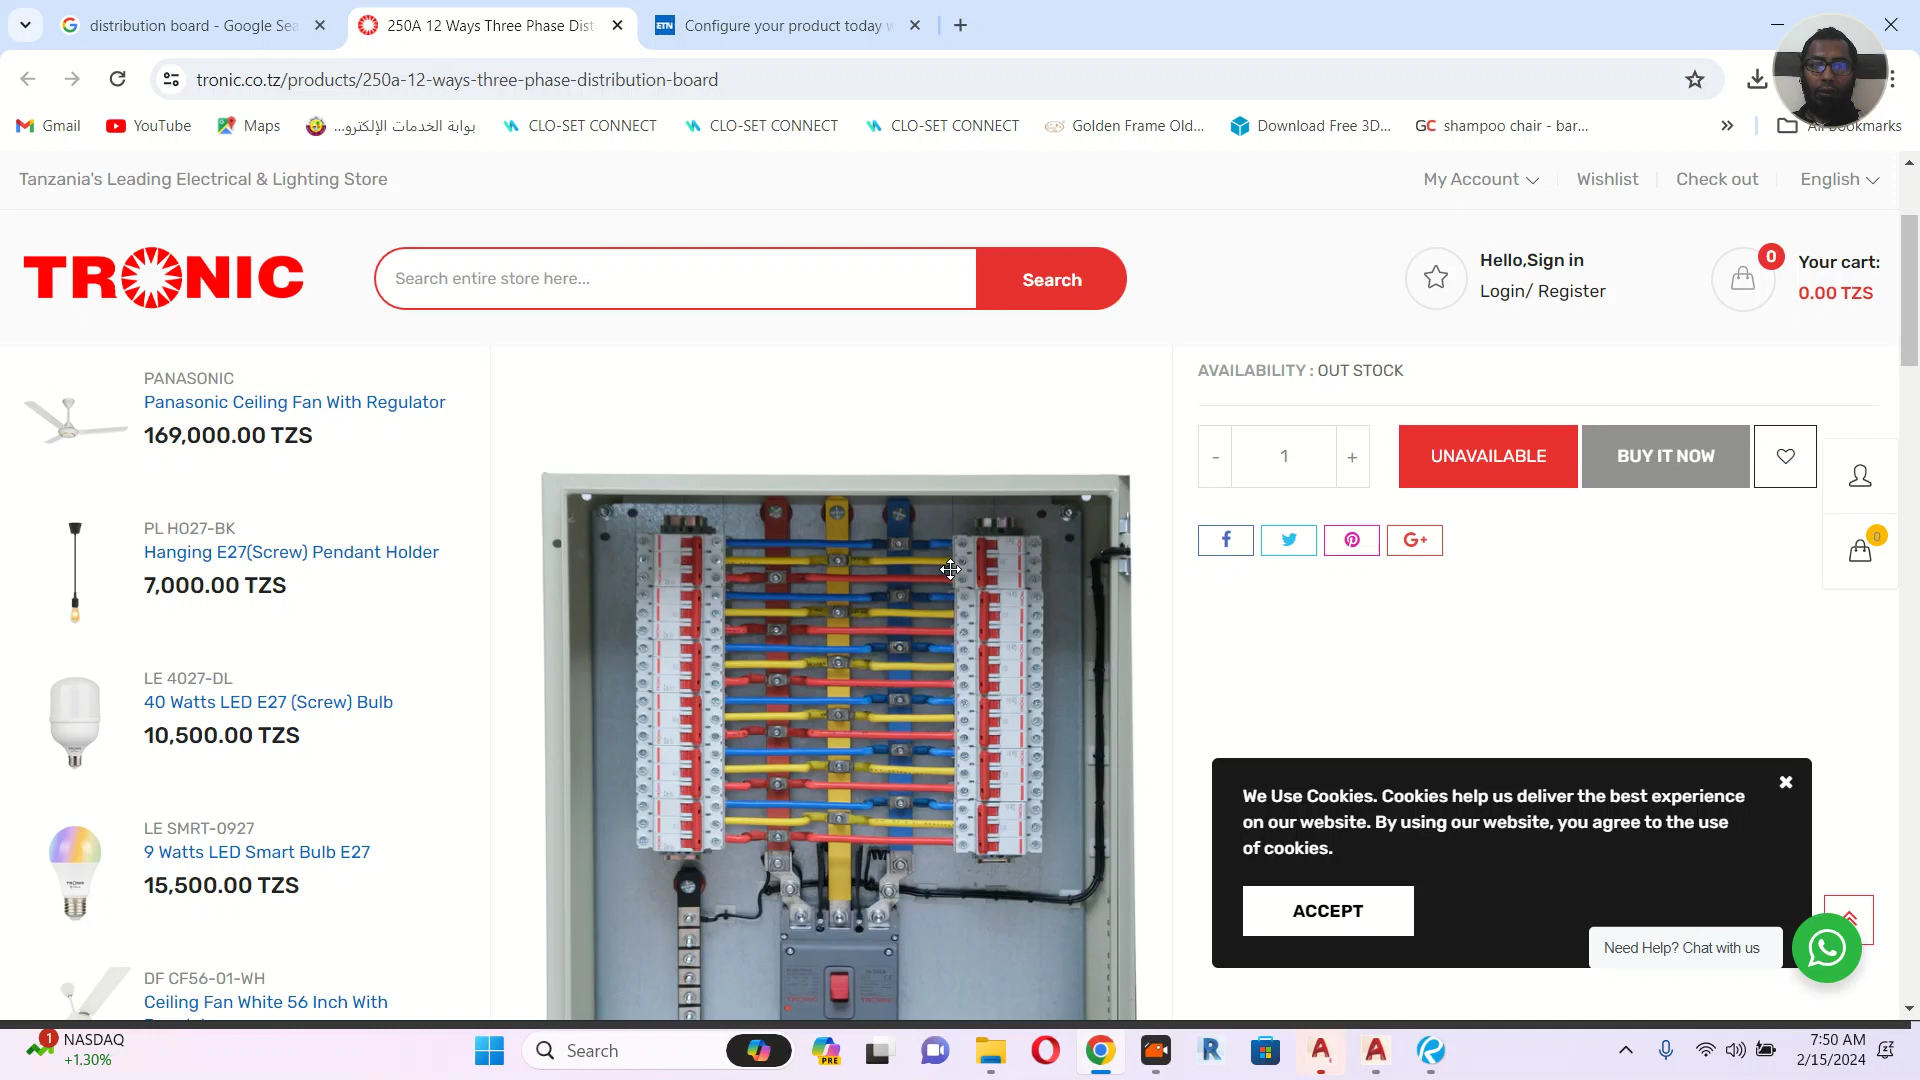 distribution board - Google Sea
250A 12 Ways Three Phase Dist
ETN
Configure your product today w
tronic.co.tz/products/250a-12-ways-three-phase-distribution-board
Gmail
YouTube
Maps
بوابة الخدمات الإلكترو...
CLO-SET CONNECT
CLO-SET CONNECT
CLO-SET CONNECT
Golden Frame Old...
Download Free 3D...
GC
shampoo chair - bar...
All Bookmarks
Tanzania's Leading Electrical & Lighting Store
My Account
Wishlist
Check out
English
TRONIC
Search entire store here...
Search
Hello,Sign in
Login/ Register
0
Your cart:
0.00 TZS
PANASONIC
Panasonic Ceiling Fan With Regulator
169,000.00 TZS
PL H027-BK
Hanging E27(Screw) Pendant Holder
7,000.00 TZS
LE 4027-DL
40 Watts LED E27 (Screw) Bulb
10,500.00 TZS
LE SMRT-0927
9 Watts LED Smart Bulb E27
15,500.00 TZS
DF CF56-01-WH
Ceiling Fan White 56 Inch With
AVAILABILITY : OUT STOCK
-
1
+
UNAVAILABLE
BUY IT NOW
G+
0
We Use Cookies. Cookies help us deliver the best experience
on our website. By using our website, you agree to the use
of cookies.
ACCEPT
Need Help? Chat with us
1
NASDAQ
+1.30%
Search
PRE
7:50 AM
2/15/2024